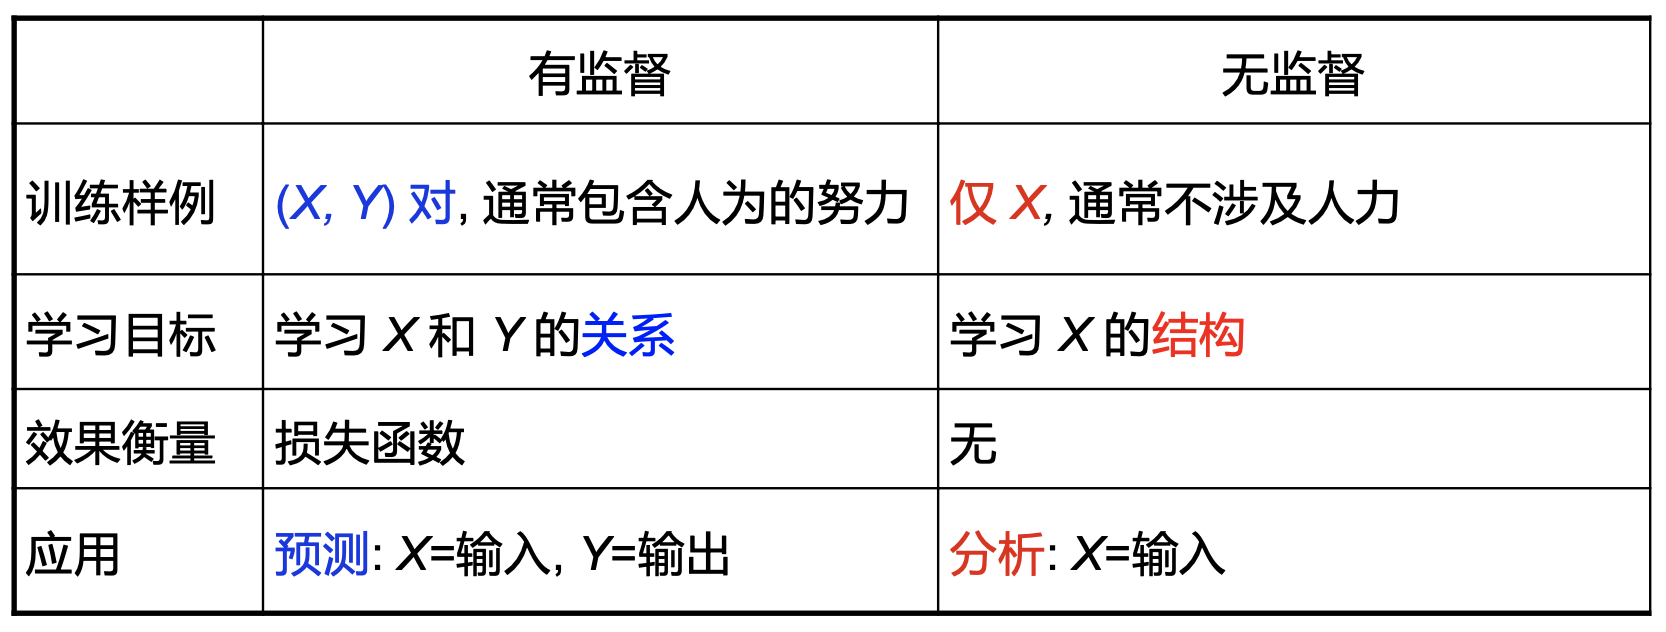 有监督 无监督
训练样例 (X, Y) 对, 通常包含人为的努力 仅 X, 通常不涉及人力
学习目标 学习 X 和 Y 的关系 学习 X 的结构
效果衡量 损失函数 无
应用 预测: X=输入, Y=输出 分析: X=输入